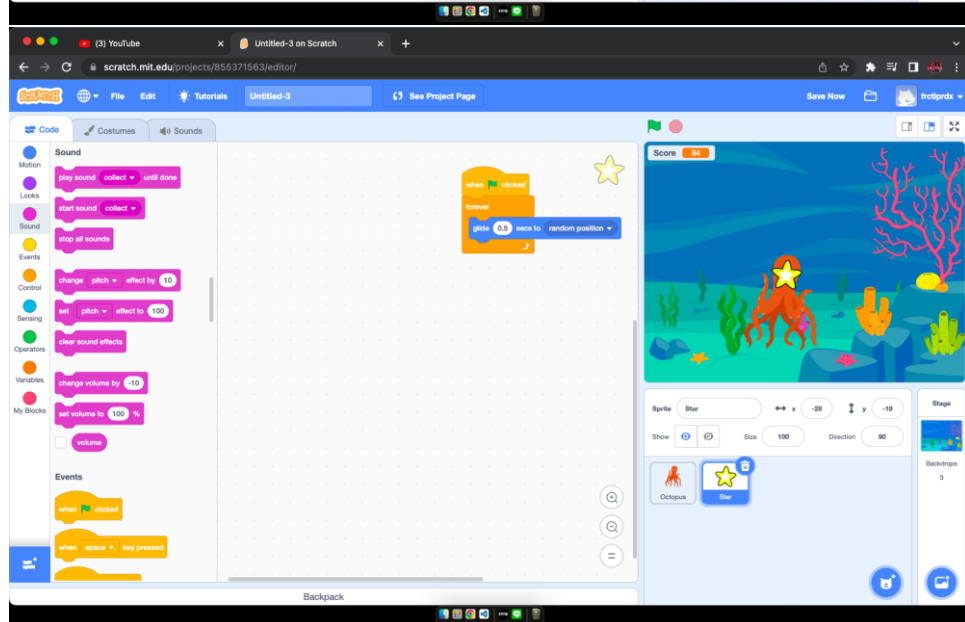 (3) YouTube
Untitled-3 on Scratch
scratch.mit.edu/projects/855371563/editor/
SCRATCH
File
Edit
Tutorials
Untitled-3
See Project Page
Save Now
frctlprdx
Code
Costumes
Sounds
Motion
Looks
Sound
Events
Control
Sensing
Operators
Variables
My Blocks
Sound
play sound collect until done
start sound collect
stop all sounds
change pitch effect by 10
set pitch effect to 100
clear sound effects
change volume by -10
set volume to 100 %
volume
Events
when clicked
when space key pressed
when clicked
forever
glide 0.5 secs to random position
Backpack
Score 94
Sprite Star x -28 y -19
Show Size 100 Direction 90
Octopus
Star
Stage
Backdrops
3